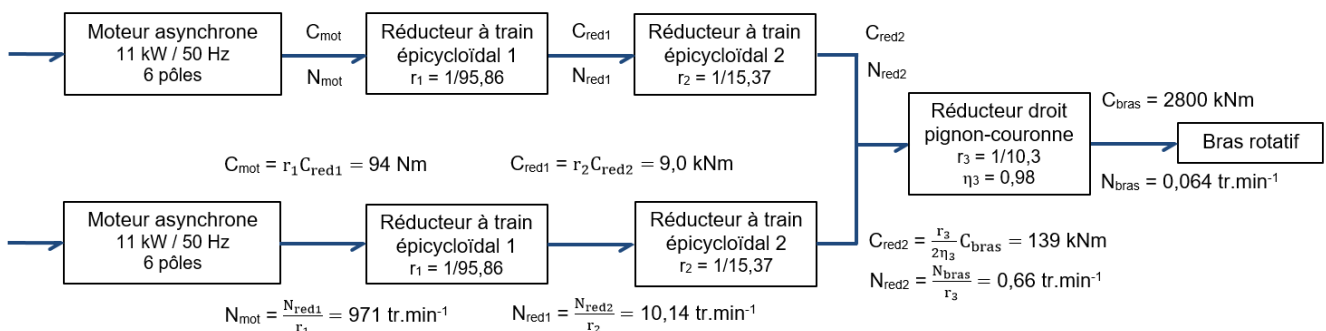 Moteur asynchrone
11 kW / 50 Hz
6 pôles
Cmot
Nmot
Réducteur à train
épicycloïdal 1
r1 = 1/95,86
Cred1
Nred1
Réducteur à train
épicycloïdal 2
r2 = 1/15,37
Cred2
Nred2
Réducteur droit
pignon-couronne
r3 = 1/10,3
η3 = 0,98
Cbras = 2800 kNm
Nbras = 0,064 tr.min-1
Bras rotatif
Cmot = r1Cred1 = 94 Nm
Cred1 = r2Cred2 = 9,0 kNm
Moteur asynchrone
11 kW / 50 Hz
6 pôles
Réducteur à train
épicycloïdal 1
r1 = 1/95,86
Réducteur à train
épicycloïdal 2
r2 = 1/15,37
Cred2 = r3/2η3 Cbras = 139 kNm
Nred2 = Nbras/r3 = 0,66 tr.min-1
Nmot = Nred1/r1 = 971 tr.min-1
Nred1 = Nred2/r2 = 10,14 tr.min-1